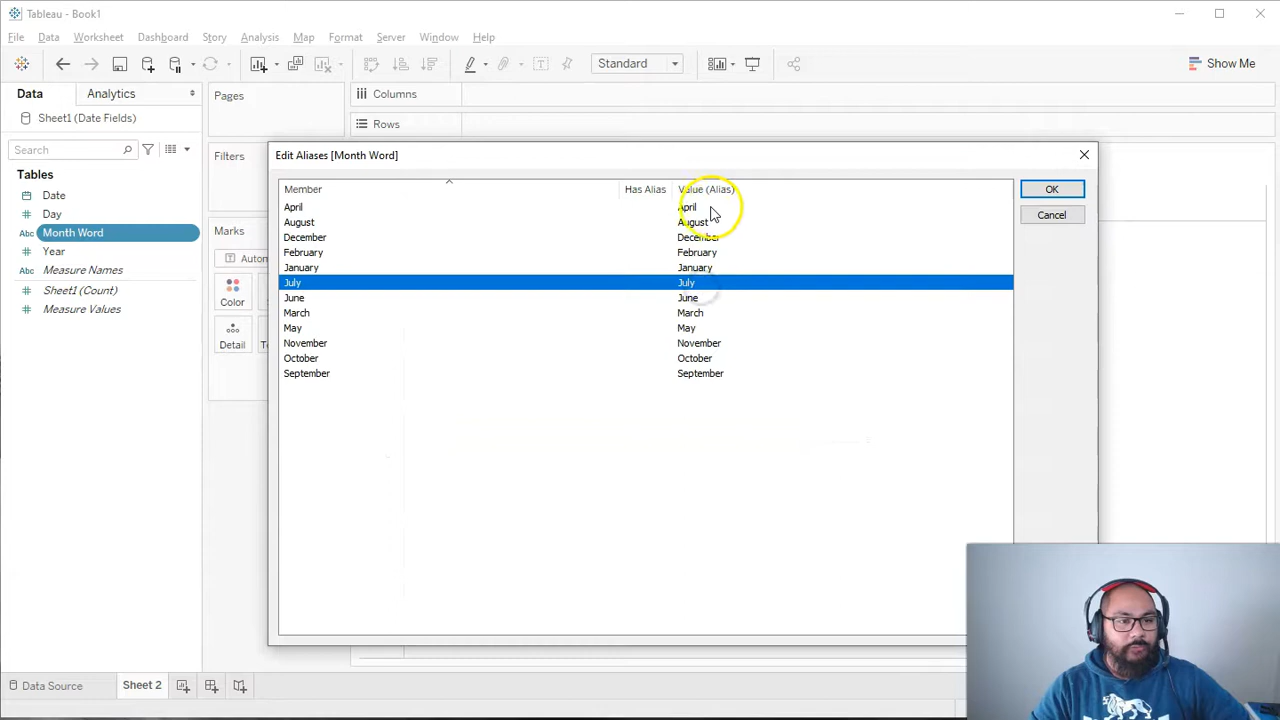 Tableau - Book1
File Data Worksheet Dashboard Story Analysis Map Format Server Window Help
Standard
Show Me
Data Analytics
Pages
Columns
Sheet1 (Date Fields)
Rows
Search
Filters
Tables
Date
Day
Abc Month Word
Year
Abc Measure Names
Sheet1 (Count)
Measure Values
Marks
Color
Detail
Edit Aliases [Month Word]
Member Has Alias Value (Alias)
April April
August August
December December
February February
January January
July July
June June
March March
May May
November November
October October
September September
OK
Cancel
Data Source Sheet 2